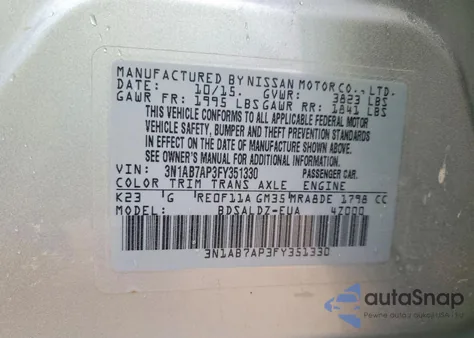 MANUFACTURED BY NISSAN MOTOR CO., LTD.
DATE: 10/15. GVWR: 3823 LBS
GAWR FR: 1995 LBS GAWR RR: 1841 LBS
THIS VEHICLE CONFORMS TO ALL APPLICABLE FEDERAL MOTOR
VEHICLE SAFETY, BUMPER AND THEFT PREVENTION STANDARDS
IN EFFECT ON THE DATE OF MANUFACTURE SHOWN ABOVE.
SEE OWNER'S MANUAL FOR ADDITIONAL INFORMATION.
VIN: 3N1AB7AP3FY351330 PASSENGER CAR.
COLOR TRIM TRANS AXLE ENGINE
K23 G RE0F11A GM35 MRA8DE 1798 CC
MODEL: BDSALDZ-EUA 4Z000
3N1AB7AP3FY351330
autoSnap